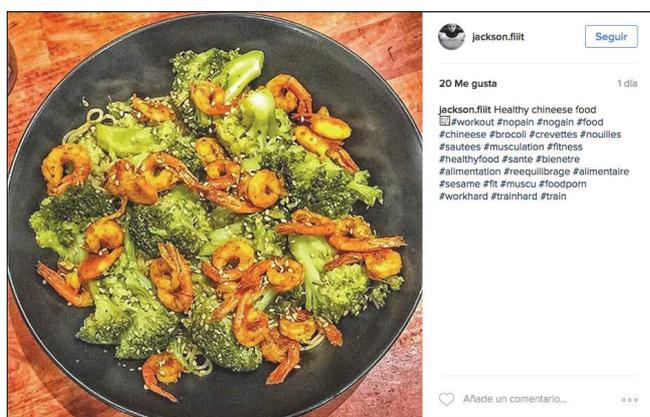 jackson.fiiit
Seguir
20 Me gusta
1 día
jackson.fiiit Healthy chineese food
#workout #nopain #nogain #food
#chineese #brocoli #crevettes #nouilles
#sautees #musculation #fitness
#healthyfood #sante #bienetre
#alimentation #reequilibrage #alimentaire
#sesame #fit #muscu #foodporn
#workhard #trainhard #train
Añade un comentario...